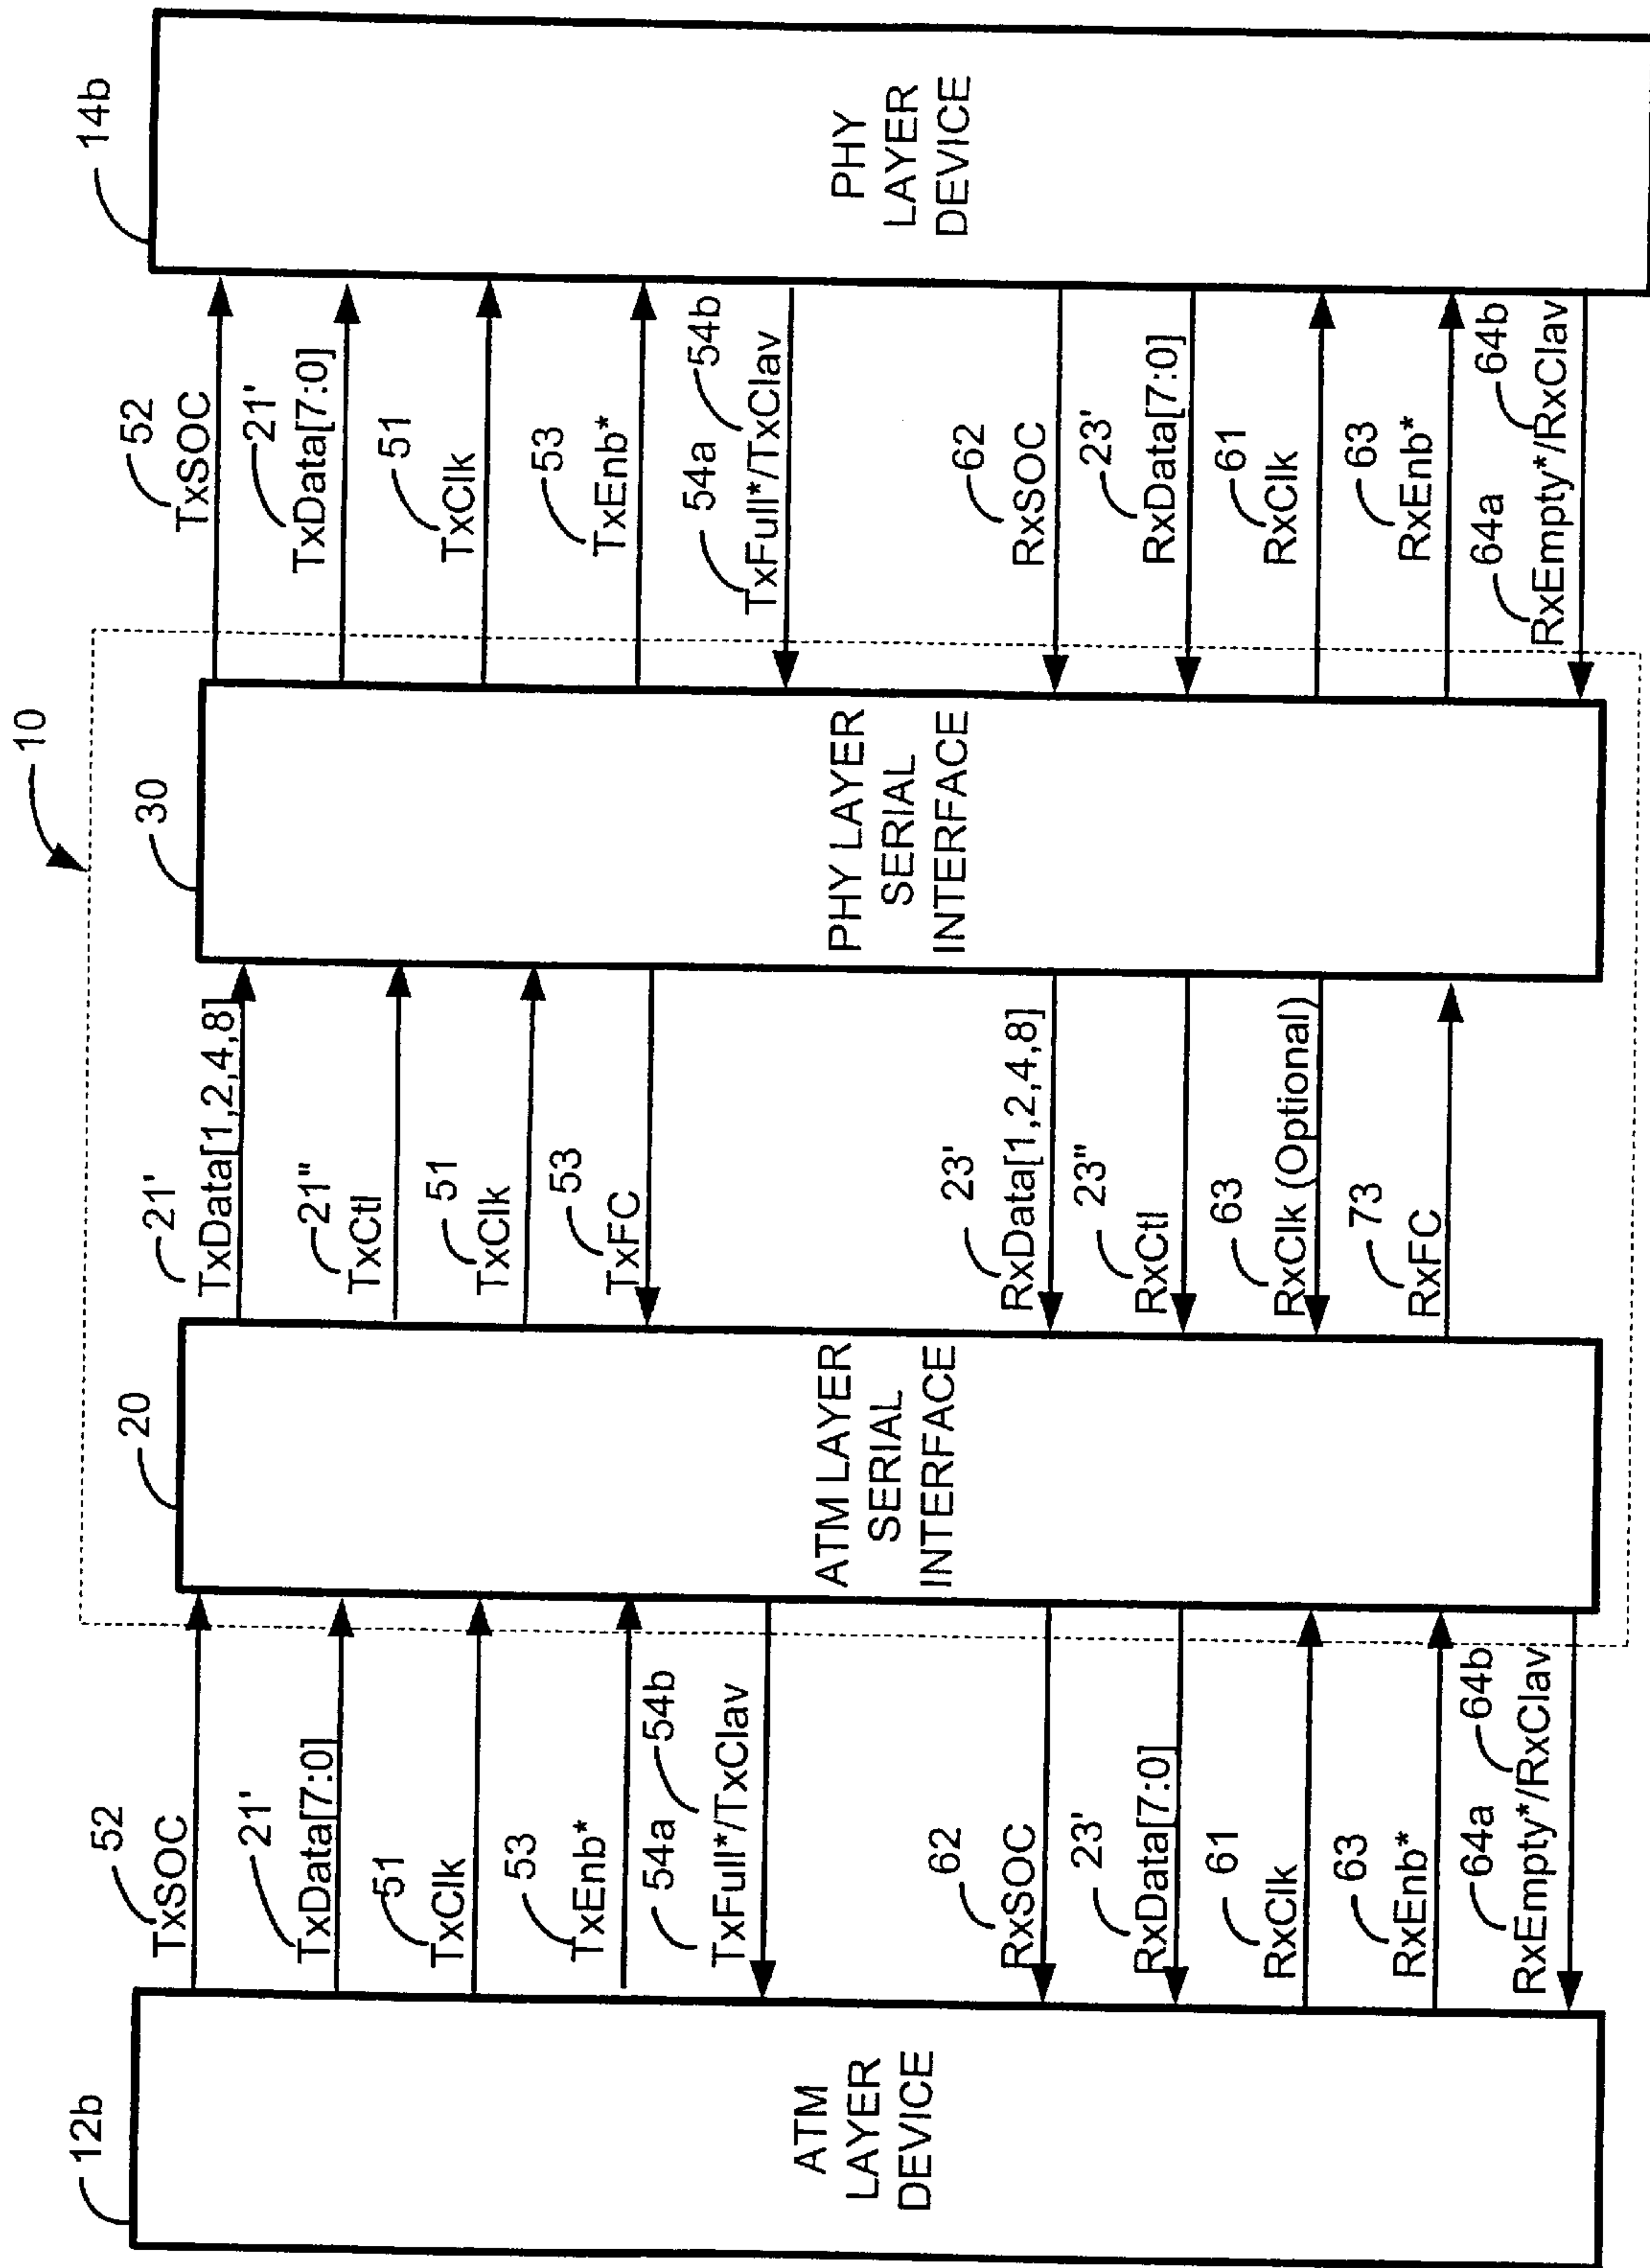 10
12b
ATM
LAYER
DEVICE
52
TxSOC
21'
TxData[7:0]
51
TxClk
53
TxEnb*
54a
54b
TxFull*/TxClav
62
RxSOC
23'
RxData[7:0]
61
RxClk
63
RxEnb*
64a
64b
RxEmpty*/RxClav
20
ATM LAYER
SERIAL
INTERFACE
21'
TxData[1,2,4,8]
21"
TxCtl
51
TxClk
53
TxFC
23'
RxData[1,2,4,8]
23"
RxCtl
63
RxClk (Optional)
73
RxFC
30
PHY LAYER
SERIAL
INTERFACE
52
TxSOC
21'
TxData[7:0]
51
TxClk
53
TxEnb*
54a
54b
TxFull*/TxClav
62
RxSOC
23'
RxData[7:0]
61
RxClk
63
RxEnb*
64a
64b
RxEmpty*/RxClav
14b
PHY
LAYER
DEVICE